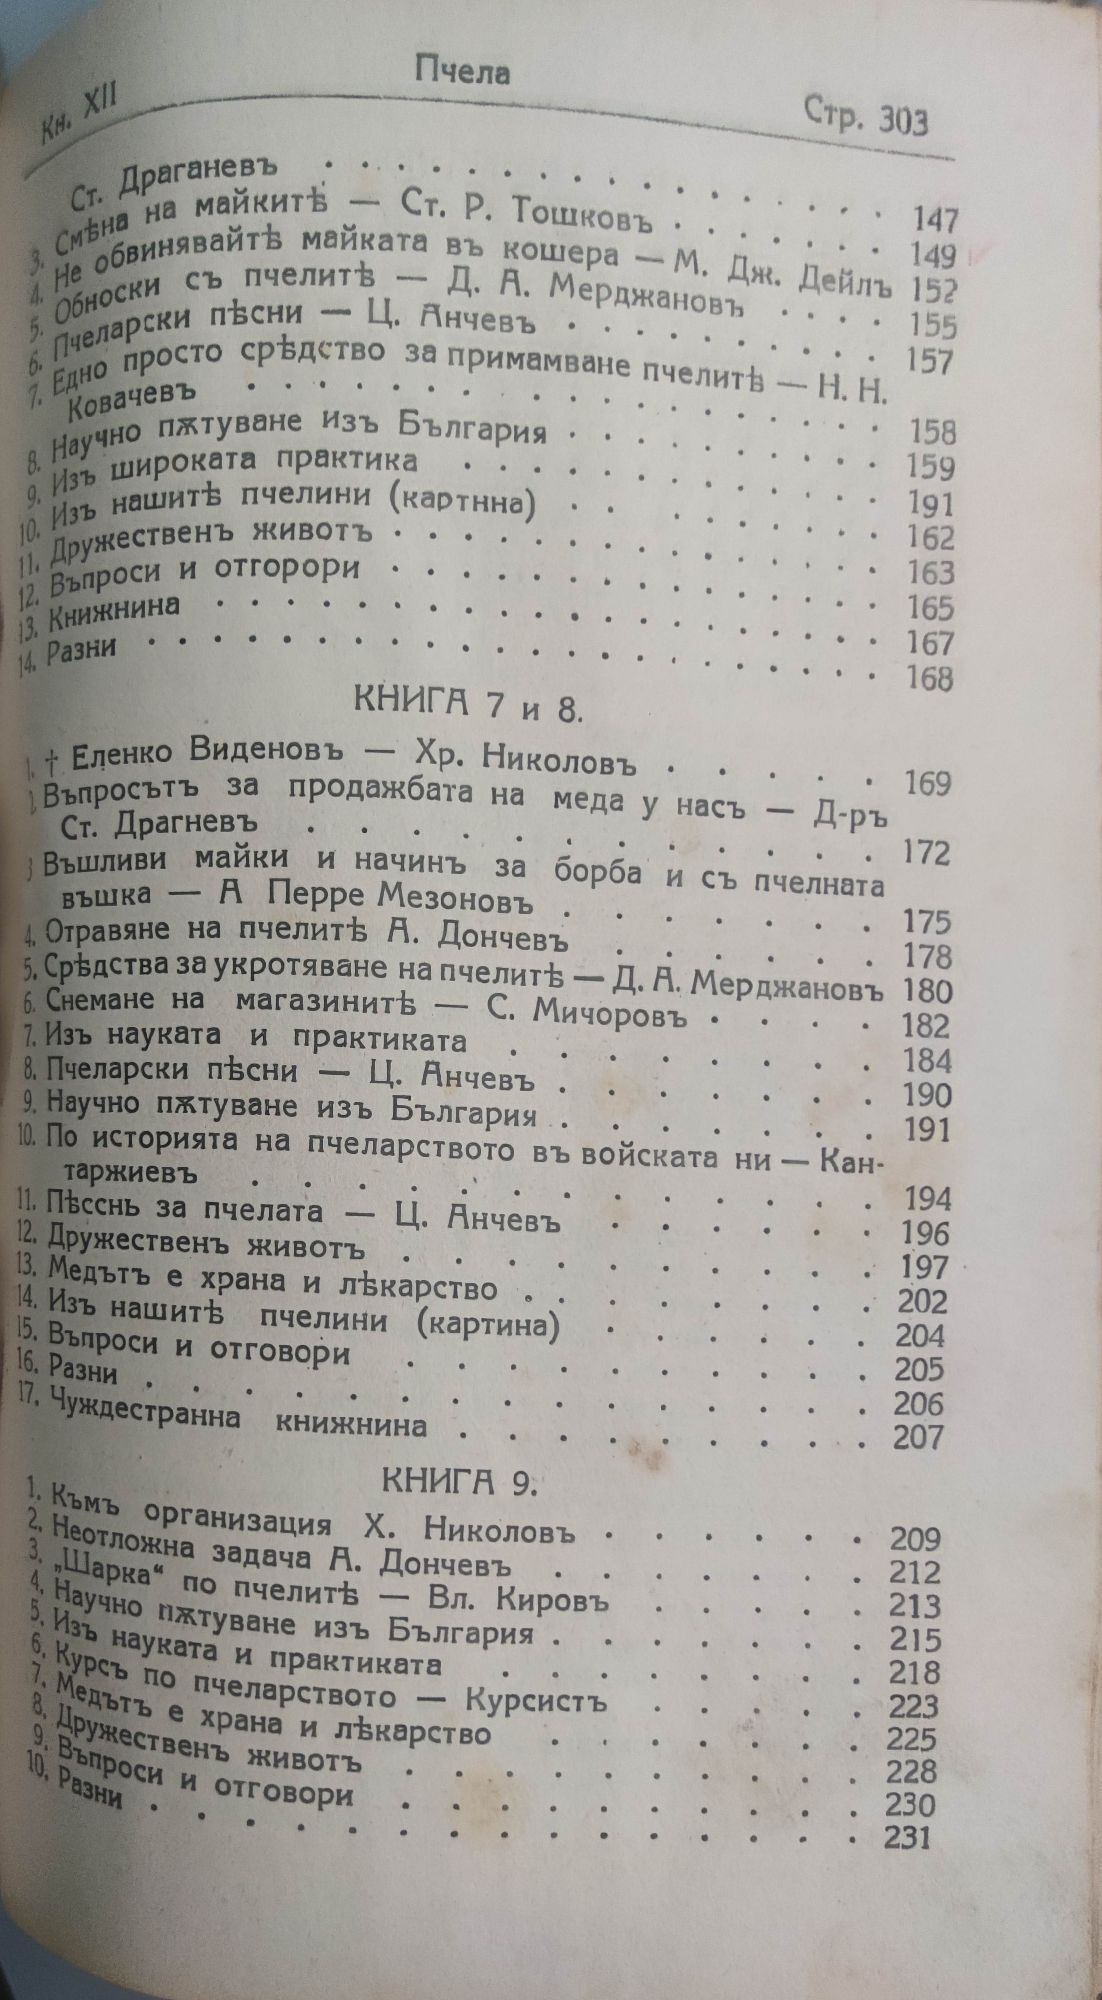 Кн. XII Пчела Стр. 303
Ст. Драганевъ . . . . . . . . . . . . . . . 147
3. Смѣна на майкитѣ — Ст. Р. Тошковъ . . . . . . . 149
4. Не обвинявайтѣ майката въ кошера — М. Дж. Дейлъ 152
5. Обноски съ пчелитѣ — Д. А. Мерджановъ . . . . 155
6. Пчеларски пѣсни — Ц. Анчевъ . . . . . . . . . 157
7. Едно просто срѣдство за примамване пчелитѣ — Н. Н.
Ковачевъ . . . . . . . . . . . . . . . . 158
8. Научно пѫтуване изъ България . . . . . . . . . 159
9. Изъ широката практика . . . . . . . . . . . . 191
10. Изъ нашитѣ пчелини (картнна) . . . . . . . . 162
11. Дружественъ животъ . . . . . . . . . . . . . . 163
12. Въпроси и отгорори . . . . . . . . . . . . . . 165
13. Книжнина . . . . . . . . . . . . . . . . . . . 167
14. Разни . . . . . . . . . . . . . . . . . . . . . 168
КНИГА 7 и 8.
1. † Еленко Виденовъ — Хр. Николовъ . . . . . 169
2 Въпросътъ за продажбата на меда у насъ — Д-ръ
Ст. Драгневъ . . . . . . . . . . . 172
3 Въшливи майки и начинъ за борба и съ пчелната
въшка — А Перре Мезоновъ . . . . . . . 175
4. Отравяне на пчелитѣ А. Дончевъ . . . . . . 178
5. Срѣдства за укротяване на пчелитѣ — Д. А. Мерджановъ 180
6. Снемане на магазинитѣ — С. Мичоровъ . . . . 182
7. Изъ науката и практиката . . . . . . . . . 184
8. Пчеларски пѣсни — Ц. Анчевъ . . . . . . . 190
9. Научно пѫтуване изъ България . . . . . . . 191
10. По историята на пчеларството въ войската ни — Кан-
таржиевъ . . . . . . . . . . . . . 194
11. Пѣсснь за пчелата — Ц. Анчевъ . . . . . . 196
12. Дружественъ животъ . . . . . . . . . . 197
13. Медътъ е храна и лѣкарство . . . . . . . . 202
14. Изъ нашитѣ пчелини (картина) . . . . . . 204
15. Въпроси и отговори . . . . . . . . . . 205
16. Разни . . . . . . . . . . . . . . . 206
17. Чуждестранна книжнина . . . . . . . . . 207
КНИГА 9.
1. Към​ъ организация Х. Николовъ . . . . . . 209
2. Неотложна задача А. Дончевъ . . . . . . . 212
3. „Шарка“ по пчелитѣ — Вл. Кировъ . . . . . 213
4. Научно пѫтуване изъ България . . . . . . . 215
5. Изъ науката и практиката . . . . . . . . 218
6. Курсъ по пчеларството — Курсистъ . . . . . 223
7. Медътъ е храна и лѣкарство . . . . . . . 225
8. Дружественъ животъ . . . . . . . . . . 228
9. Въпроси и отговори . . . . . . . . . . 230
10. Разни . . . . . . . . . . . . . . . 231